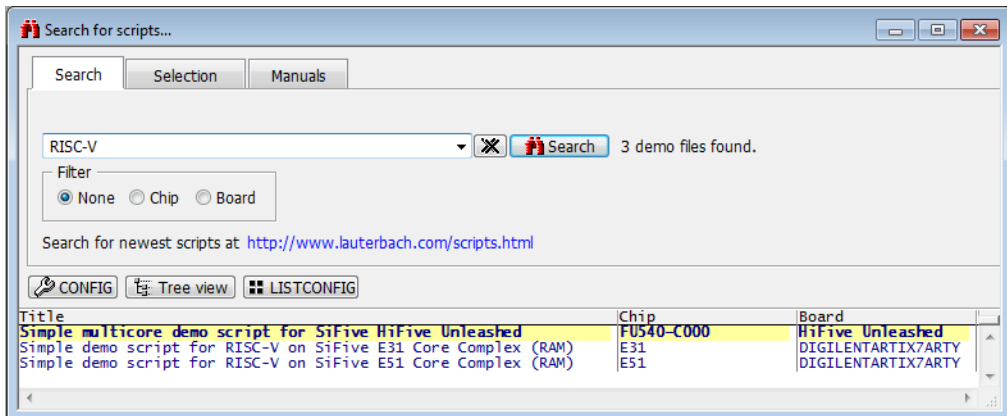 Search for scripts...
Search Selection Manuals
RISC-V Search 3 demo files found.
Filter
None Chip Board
Search for newest scripts at http://www.lauterbach.com/scripts.html
CONFIG Tree view LISTCONFIG
Title Chip Board
Simple multicore demo script for SiFive HiFive Unleashed FU540-C000 HiFive Unleashed
Simple demo script for RISC-V on SiFive E31 Core Complex (RAM) E31 DIGILENTARTIX7ARTY
Simple demo script for RISC-V on SiFive E51 Core Complex (RAM) E51 DIGILENTARTIX7ARTY